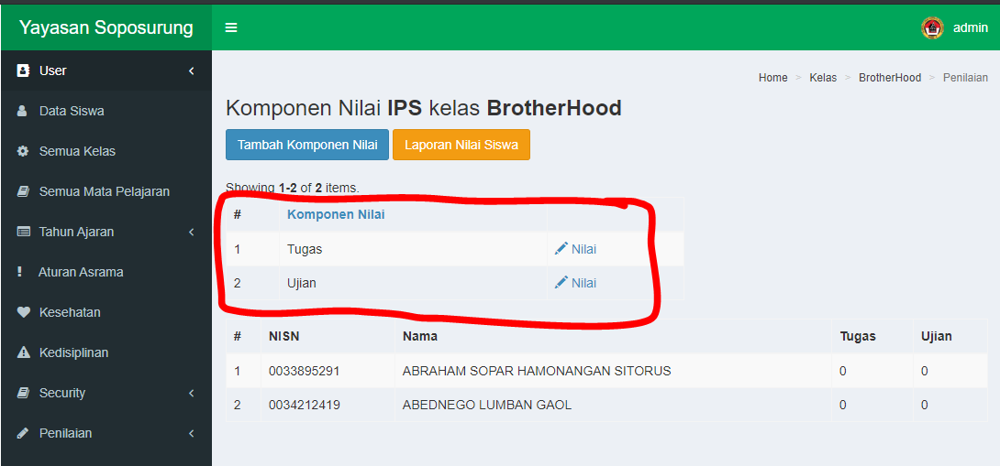 Yayasan Soposurung
admin
User
Data Siswa
Semua Kelas
Semua Mata Pelajaran
Tahun Ajaran
Aturan Asrama
Kesehatan
Kedisiplinan
Security
Penilaian
Home > Kelas > BrotherHood > Penilaian
Komponen Nilai IPS kelas BrotherHood
Tambah Komponen Nilai Laporan Nilai Siswa
Showing 1-2 of 2 items.
# Komponen Nilai
1 Tugas Nilai
2 Ujian Nilai
# NISN Nama Tugas Ujian
1 0033895291 ABRAHAM SOPAR HAMONANGAN SITORUS 0 0
2 0034212419 ABEDNEGO LUMBAN GAOL 0 0